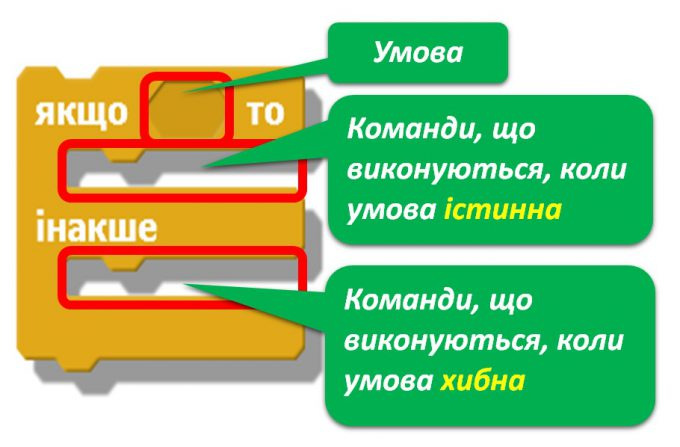 Умова
якщо то
Команди, що
виконуються, коли
умова істинна
інакше
Команди, що
виконуються, коли
умова хибна